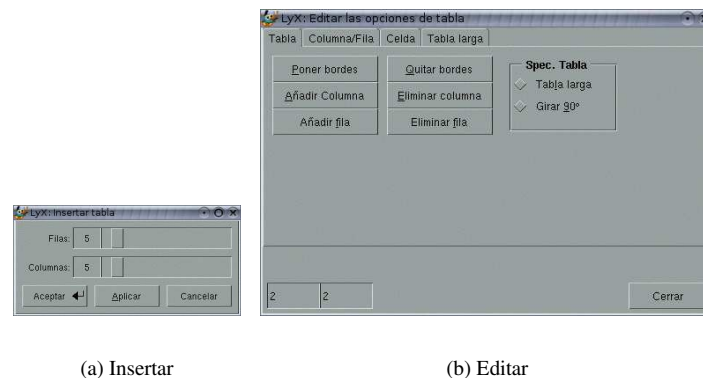 LyX: Editar las opciones de tabla
Tabla Columna/Fila Celda Tabla larga
Poner bordes Quitar bordes Spec. Tabla
Añadir Columna Eliminar columna Tabla larga
Añadir fila Eliminar fila Girar 90º
2 2 Cerrar
LyX: Insertar tabla
Filas: 5
Columnas: 5
Aceptar Aplicar Cancelar
(a) Insertar (b) Editar